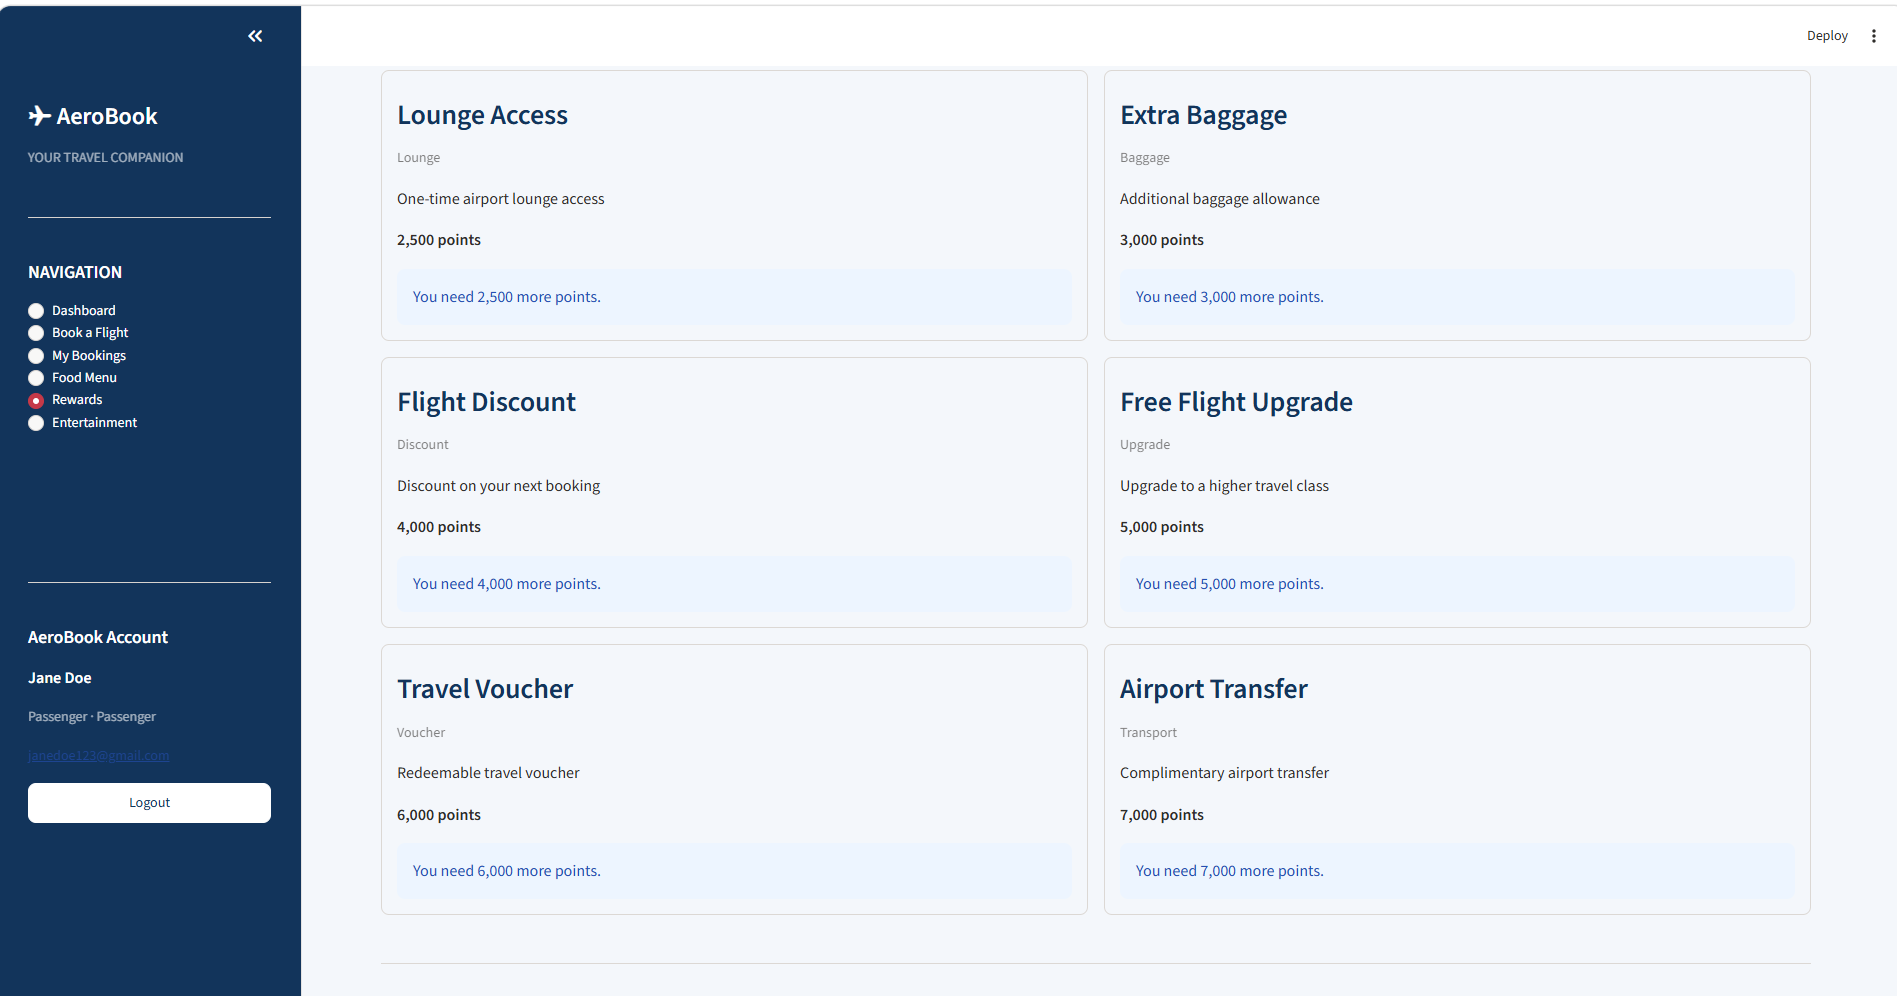 Deploy
AeroBook
YOUR TRAVEL COMPANION
NAVIGATION
Dashboard
Book a Flight
My Bookings
Food Menu
Rewards
Entertainment
AeroBook Account
Jane Doe
Passenger · Passenger
janedoe123@gmail.com
Logout
Lounge Access
Lounge
One-time airport lounge access
2,500 points
You need 2,500 more points.
Extra Baggage
Baggage
Additional baggage allowance
3,000 points
You need 3,000 more points.
Flight Discount
Discount
Discount on your next booking
4,000 points
You need 4,000 more points.
Free Flight Upgrade
Upgrade
Upgrade to a higher travel class
5,000 points
You need 5,000 more points.
Travel Voucher
Voucher
Redeemable travel voucher
6,000 points
You need 6,000 more points.
Airport Transfer
Transport
Complimentary airport transfer
7,000 points
You need 7,000 more points.